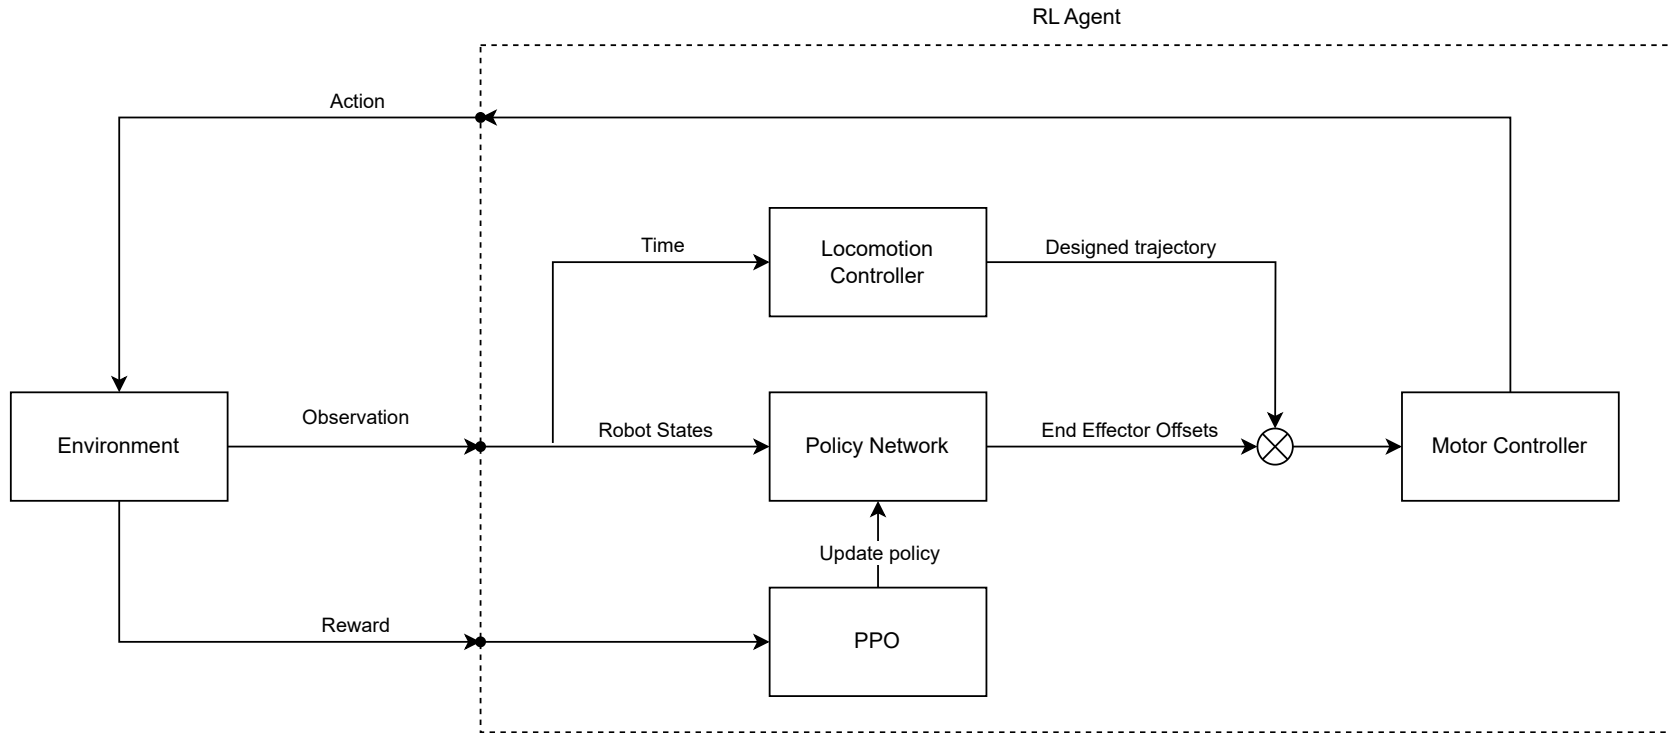 RL Agent
Action
Time
Locomotion
Controller
Designed trajectory
Environment
Observation
Robot States
Policy Network
End Effector Offsets
Motor Controller
Update policy
Reward
PPO